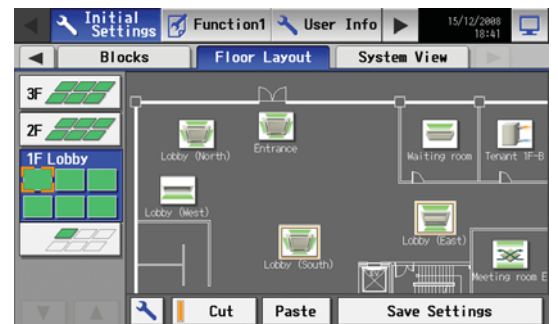 Initial
Settings
Function1
User Info
15/12/2008
18:41
Blocks
Floor Layout
System View
3F
2F
1F Lobby
Lobby (North)
Entrance
Waiting room
Tenant 1F-B
Lobby (West)
Lobby (East)
Lobby (South)
Meeting room E
Cut
Paste
Save Settings